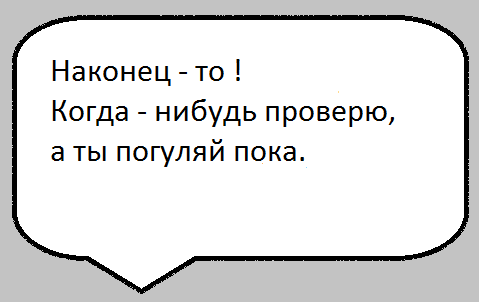 Наконец - то !
Когда - нибудь проверю,
а ты погуляй пока.